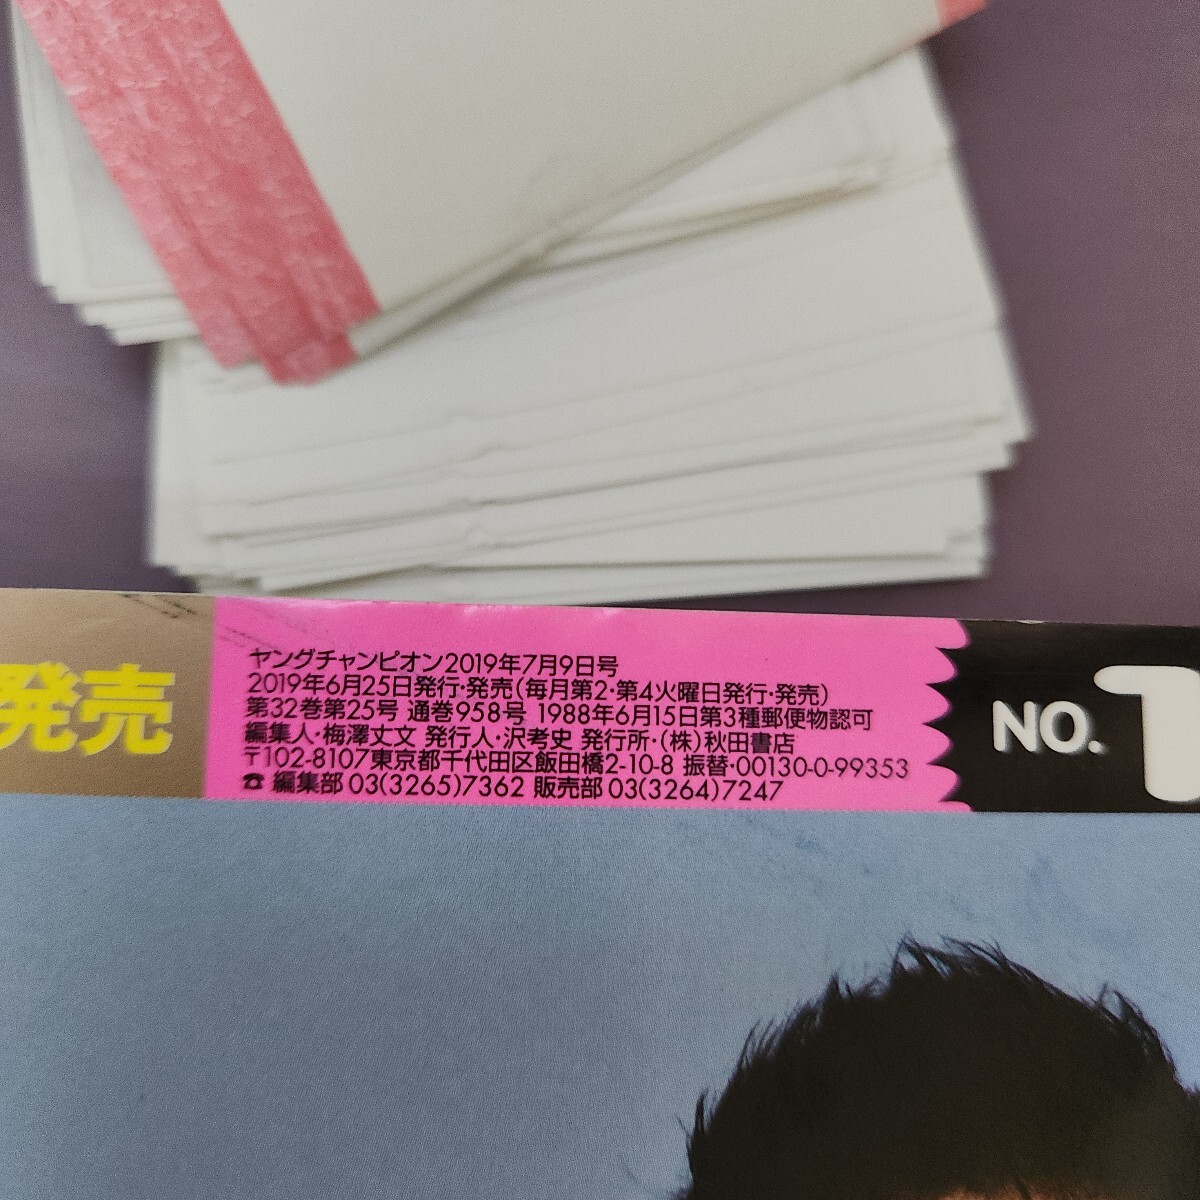 発売
ヤングチャンピオン2019年7月9日号
2019年6月25日発行・発売(毎月第2・第4火曜日発行・発売)
第32巻第25号 通巻958号 1988年6月15日第3種郵便物認可
編集人・梅澤丈文 発行人・沢考史 発行所・(株)秋田書店
〒102-8107東京都千代田区飯田橋2-10-8 振替・00130-0-99353
☎ 編集部 03(3265)7362 販売部 03(3264)7247
NO.1